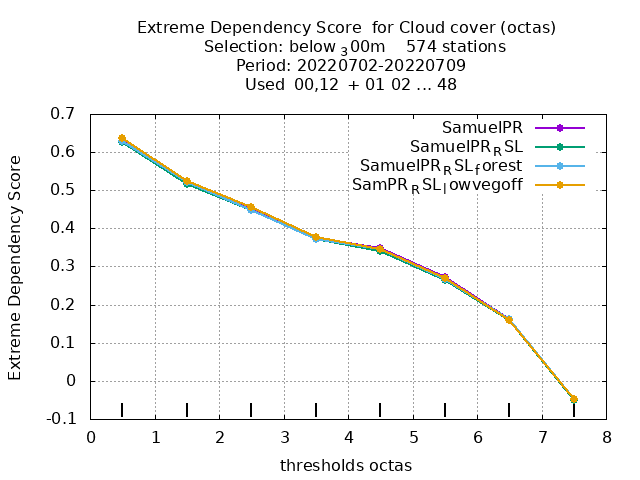 Extreme Dependency Score  for Cloud cover (octas)
Selection: below ₃00m    574 stations
Period: 20220702-20220709
Used  00,12  + 01 02 ... 48
SamuelPR
SamuelPR_RSL
SamuelPR_RSL_forest
SamPR_RSL_lowvegoff
Extreme Dependency Score
0.7
0.6
0.5
0.4
0.3
0.2
0.1
0
-0.1
0 1 2 3 4 5 6 7 8
thresholds octas